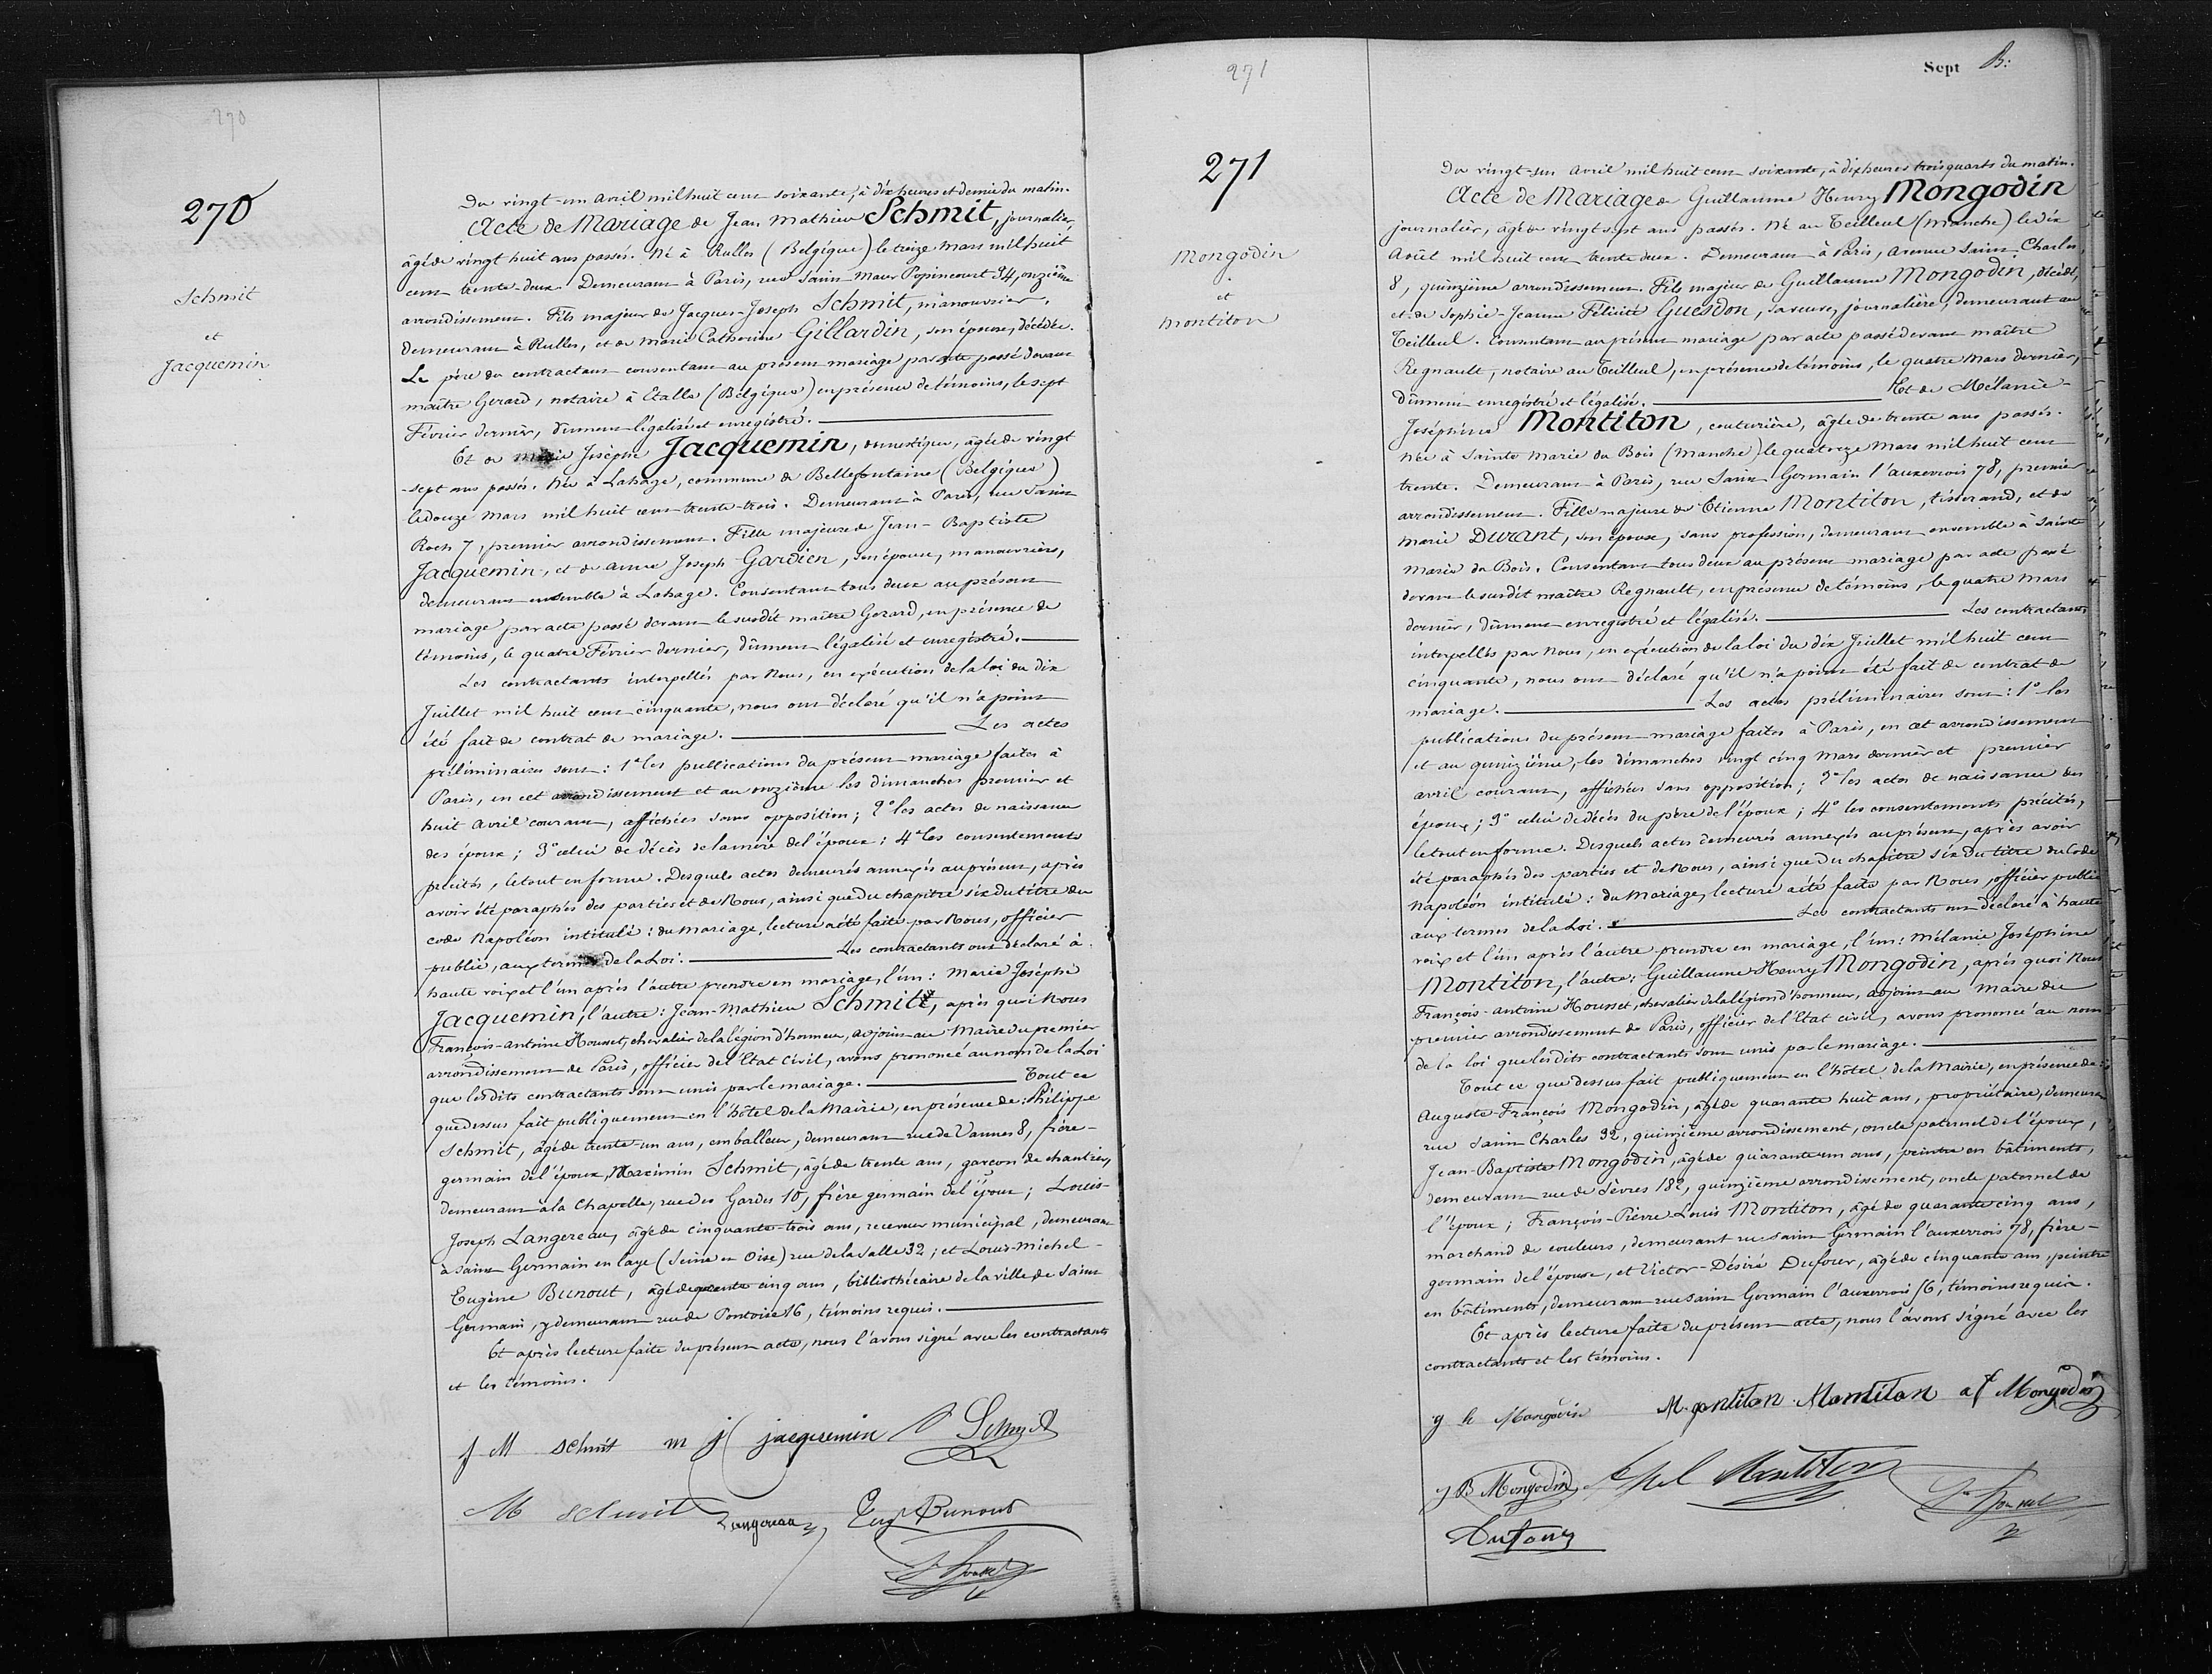 270
270
Schmit
et
Jacquemin
Du vingt-un avril mil huit cent soixante, à dix heures et demie du matin.
Acte de Mariage de Jean Mathieu Schmit, journalier,
âgé de vingt huit ans passés. Né à Rulles (Belgique) le treize Mars mil huit
cent trente-deux. Demeurant à Paris, rue Saint Maur Popincourt 34, onzième
arrondissement. Fils majeur de Jacques-Joseph Schmit, manouvrier,
demeurant à Rulles, et de Marie Catherine Gillardin, son épouse, décédée.
Le père du contractant consentant au présent mariage par acte passé devant
maître Gerard, notaire à Etalle (Belgique) en présence de témoins, le sept
Février dernier, dûment légalisé et enregistré.
Et de Marie Josèphe Jacquemin, domestique, âgée de vingt
-sept ans passés. Née à Lahage, commune de Bellefontaine (Belgique)
le douze Mars mil huit cent trente-trois. Demeurant à Paris, rue Saint
Roch 7, premier arrondissement. Fille majeure de Jean-Baptiste
Jacquemin, et de Anne Joseph Gardien, son épouse, manouvriers,
demeurant ensemble à Lahage. Consentant tous deux au présent
mariage par acte passé devant le susdit maître Gerard, en présence de
témoins, le quatre Février dernier, dûment légalisé et enregistré.
Les contractants interpellés par Nous, en exécution de la loi du dix
Juillet mil huit cent cinquante, nous ont déclaré qu'il n'a point
été fait de contrat de mariage. Les actes
préliminaires sont : 1° les publications du présent mariage faites à
Paris, en cet arrondissement et au onzième les dimanches premier et
huit Avril courant, affichées sans opposition ; 2° les actes de naissance
des époux ; 3° celui de décès de la mère de l'époux ; 4° les consentements
précités, le tout en forme. Desquels actes demeurés annexés au présent, après
avoir été paraphés des parties et de Nous, ainsi que du chapitre six du titre du
code Napoléon intitulé : du Mariage, lecture a été faite par Nous, officier
public, aux termes de la Loi. Les contractants ont déclaré à
haute voix et l'un après l'autre prendre en mariage, l'un : Marie Josèphe
Jacquemin, l'autre : Jean-Mathieu Schmit, après quoi Nous
François-Antoine Housset, chevalier de la légion d'honneur, adjoint au Maire du premier
arrondissement de Paris, officier de l'Etat civil, avons prononcé au nom de la Loi
que lesdits contractants sont unis par le mariage. Tout ce
que dessus fait publiquement en l'hôtel de la Mairie, en présence de : Philippe
Schmit, âgé de trente un ans, emballeur, demeurant rue de Vannes 8, frère-
germain de l'époux, Maximin Schmit, âgé de trente ans, garçon de chantier,
demeurant à la Chapelle, rue des Gardes 10, frère germain de l'époux ; Louis-
Joseph Langereau, âgé de cinquante-trois ans, receveur municipal, demeurant
à Saint Germain en laye (Seine et Oise) rue de la Salle 32 ; et Louis-Michel-
Eugène Bunout, âgé de cinq ans, bibliothécaire de la ville de Saint
Germain, y demeurant rue de Pontoise 16, témoins requis.
Et après lecture faite du présent acte, nous l'avons signé avec les contractants
et les témoins.
J M schmit m j jacquemin P Schmit
M schmit Langereau Eug Bunout
271
Sept B:
271
Mongodin
et
Montiton
Du vingt-un Avril mil huit cent soixante, à dix heures trois quarts du matin.
Acte de Mariage de Guillaume Henry Mongodin
journalier, âgé de vingt sept ans passés. Né au Teilleul (Manche) le dix
Août mil huit cent trente deux. Demeurant à Paris, Avenue Saint-Charles,
8, quinzième arrondissement. Fils majeur de Guillaume Mongodin, décédé,
et de Sophie-Jeanne Félicité Guesdon, sa veuve, journalière, demeurant au
Teilleul. Consentant au présent mariage par acte passé devant maître
Regnault, notaire au Teilleul, en présence de témoins, le quatre Mars dernier,
dûment enregistré et légalisé. Et de Mélanie-
Joséphine Montiton, couturière, âgée de trente ans passés.
Née à Sainte Marie du Bois (Manche) le quatorze Mars mil huit cent
trente. Demeurant à Paris, rue Saint Germain l'auxerrois 78, premier
arrondissement. Fille majeure de Etienne Montiton, tisserand, et de
Marie Durant, son épouse, sans profession, demeurant ensemble à Sainte
Marie du Bois. Consentant tous deux au présent mariage par acte passé
devant le susdit maître Regnault, en présence de témoins, le quatre Mars
dernier, dûment enregistré et légalisé. Les contractants
interpellés par Nous, en exécution de la loi du dix Juillet mil huit cent
cinquante, nous ont déclaré qu'il n'a point été fait de contrat de
mariage. Les actes préliminaires sont : 1° les
publications du présent mariage faites à Paris, en cet arrondissement
et au quinzième, les dimanches vingt cinq Mars dernier et premier
avril courant, affichées sans opposition ; 2° les actes de naissance des
époux ; 3° celui de décès du père de l'époux ; 4° les consentements précités,
le tout en forme. Desquels actes demeurés annexés au présent, après avoir
été paraphés des parties et de Nous, ainsi que du chapitre six du titre du Code
Napoléon intitulé : du Mariage, lecture a été faite par Nous, officier public
aux termes de la Loi. Les contractants ont déclaré à haute
voix et l'un après l'autre prendre en mariage, l'un : Mélanie Joséphine
Montiton, l'autre : Guillaume Henry Mongodin, après quoi Nous
François-Antoine Housset, chevalier de la légion d'honneur, adjoint au Maire du
premier arrondissement de Paris, officier de l'Etat civil, avons prononcé au nom
de la loi que lesdits contractants sont unis par le mariage.
Tout ce que dessus fait publiquement en l'hôtel de la Mairie, en présence de :
Auguste-François Mongodin, âgé de quarante huit ans, propriétaire, demeurant
rue Saint Charles 32, quinzième arrondissement, oncle paternel de l'époux,
Jean-Baptiste Mongodin, âgé de quarante un ans, peintre en bâtiments,
demeurant rue de Sèvres 182, quinzième arrondissement, oncle paternel de
l'époux ; François-Pierre Louis Montiton, âgé de quarante cinq ans,
marchand de couleurs, demeurant rue Saint Germain l'auxerrois 78, frère-
germain de l'épouse, et Victor-Désiré Dufour, âgé de cinquante ans, peintre
en bâtiments, demeurant rue Saint Germain l'auxerrois 16, témoins requis.
Et après lecture faite du présent acte, nous l'avons signé avec les
contractants et les témoins.
g h Mongodin Montiton Montiton a f Mongodin
J B Mongodin Montiton
Dufour